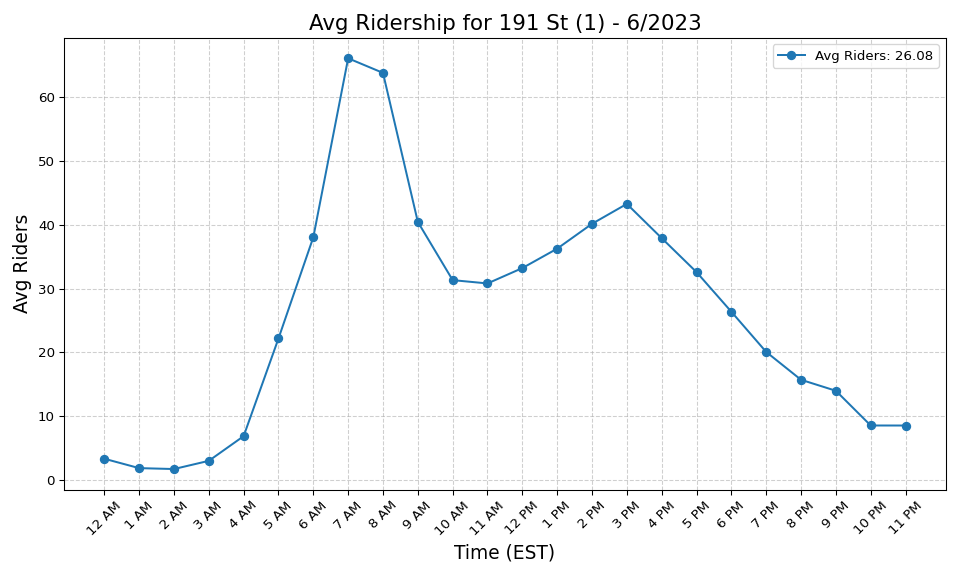 Avg Ridership for 191 St (1) - 6/2023
Avg Riders: 26.08
Avg Riders
60
50
40
30
20
10
0
12 AM
1 AM
2 AM
3 AM
4 AM
5 AM
6 AM
7 AM
8 AM
9 AM
10 AM
11 AM
12 PM
1 PM
2 PM
3 PM
4 PM
5 PM
6 PM
7 PM
8 PM
9 PM
10 PM
11 PM
Time (EST)